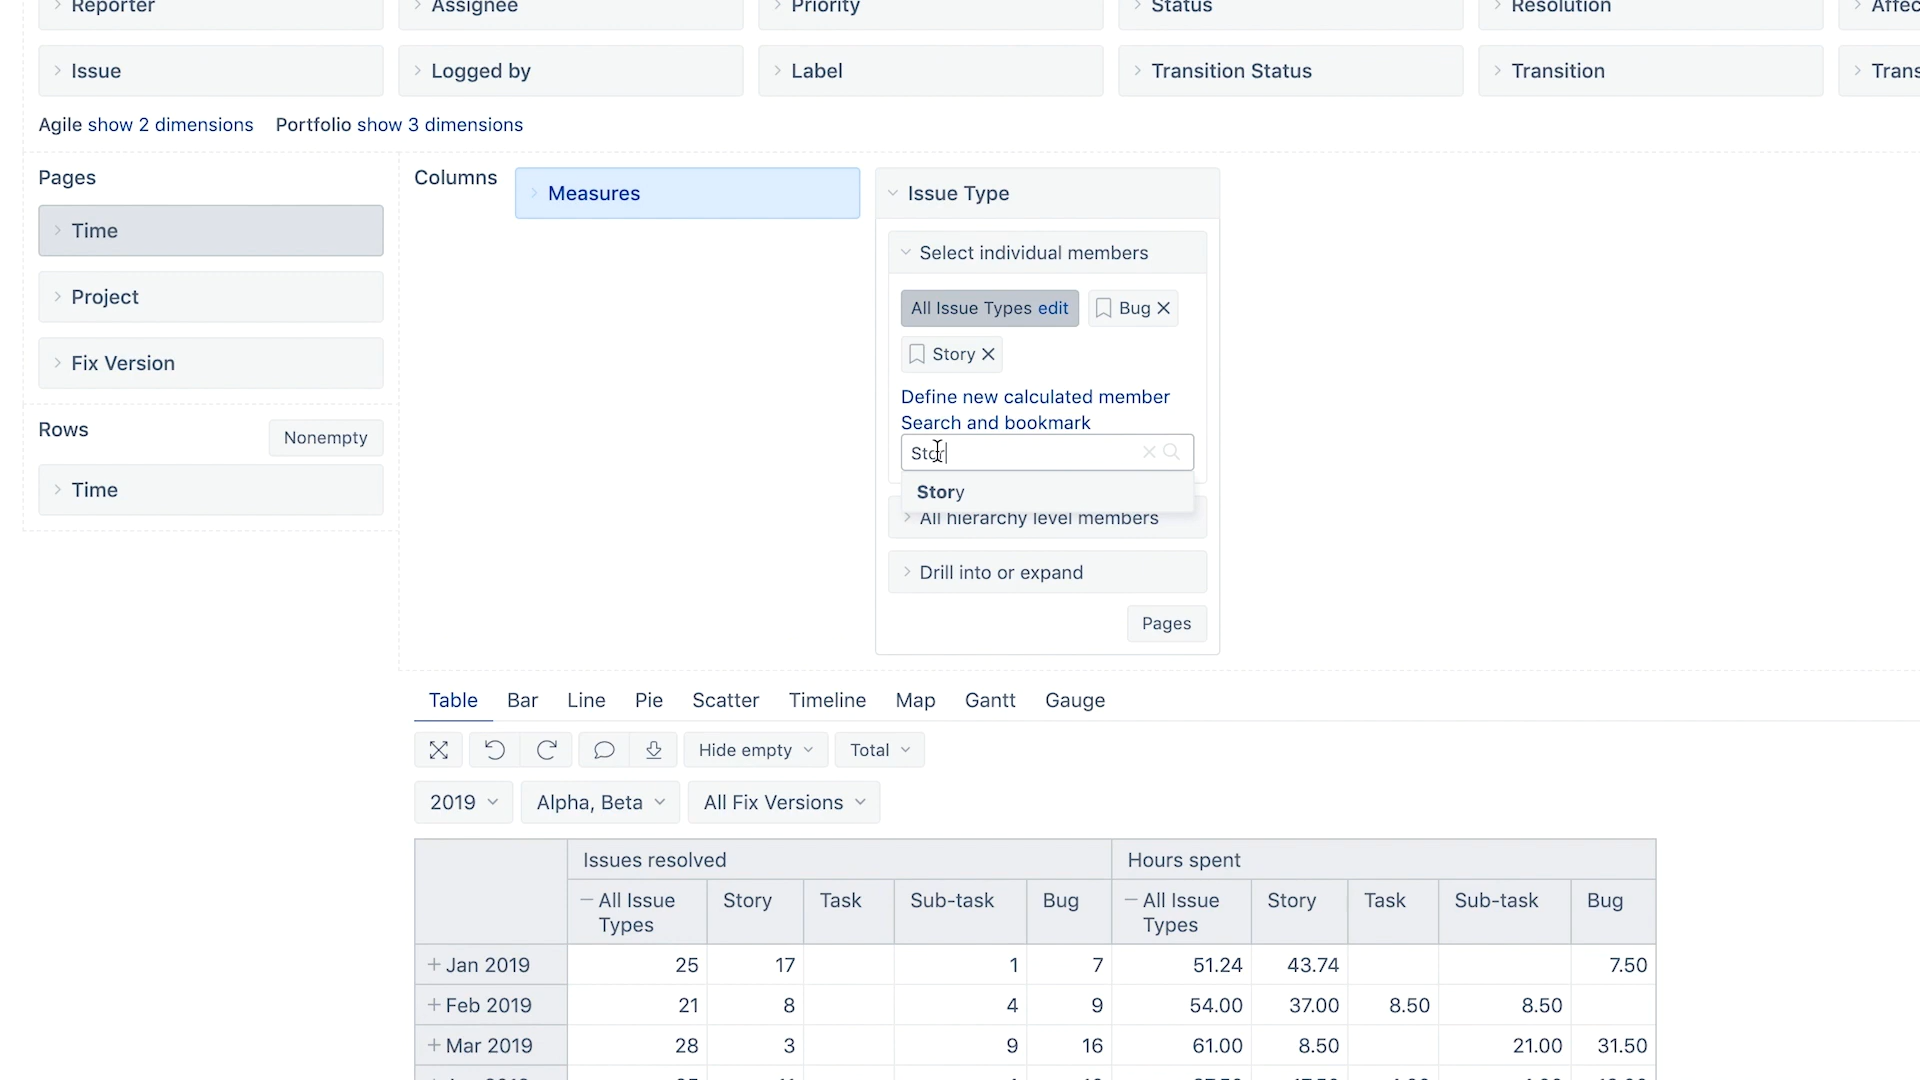 Reporter
Assignee
Priority
Status
Resolution
Affec
Issue
Logged by
Label
Transition Status
Transition
Trans
Agile show 2 dimensions Portfolio show 3 dimensions
Pages
Time
Project
Fix Version
Rows
Nonempty
Time
Columns
Measures
Issue Type
Select individual members
All Issue Types edit
Bug
Story
Define new calculated member
Search and bookmark
Stor
Story
All hierarchy level members
Drill into or expand
Pages
Table Bar Line Pie Scatter Timeline Map Gantt Gauge
Hide empty
Total
2019
Alpha, Beta
All Fix Versions
Issues resolved Hours spent
All Issue Types Story Task Sub-task Bug All Issue Types Story Task Sub-task Bug
+ Jan 2019 25 17 1 7 51.24 43.74 7.50
+ Feb 2019 21 8 4 9 54.00 37.00 8.50 8.50
+ Mar 2019 28 3 9 16 61.00 8.50 21.00 31.50